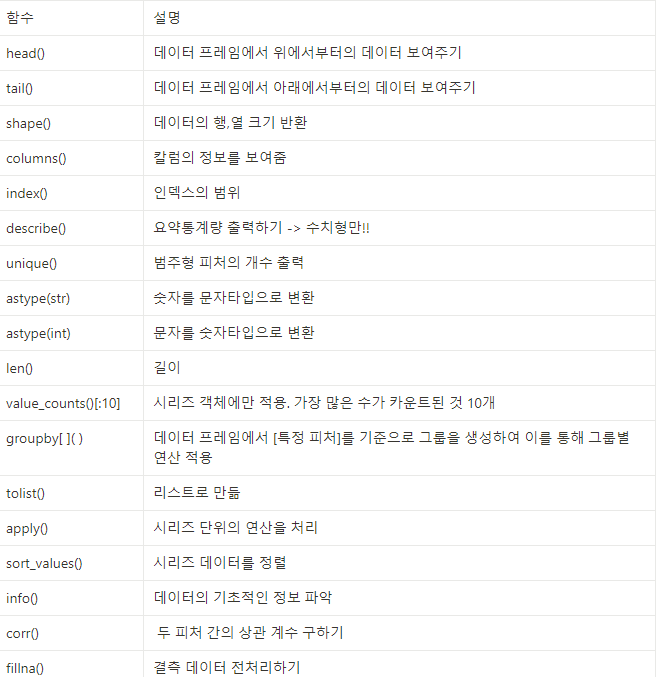 함수 설명
head() 데이터 프레임에서 위에서부터의 데이터 보여주기
tail() 데이터 프레임에서 아래에서부터의 데이터 보여주기
shape() 데이터의 행,열 크기 반환
columns() 칼럼의 정보를 보여줌
index() 인덱스의 범위
describe() 요약통계량 출력하기 -> 수치형만!!
unique() 범주형 피처의 개수 출력
astype(str) 숫자를 문자타입으로 변환
astype(int) 문자를 숫자타입으로 변환
len() 길이
value_counts()[:10] 시리즈 객체에만 적용. 가장 많은 수가 카운트된 것 10개
groupby[ ]( ) 데이터 프레임에서 [특정 피처]를 기준으로 그룹을 생성하여 이를 통해 그룹별
연산 적용
tolist() 리스트로 만듦
apply() 시리즈 단위의 연산을 처리
sort_values() 시리즈 데이터를 정렬
info() 데이터의 기초적인 정보 파악
corr() 두 피처 간의 상관 계수 구하기
fillna() 결측 데이터 전처리하기